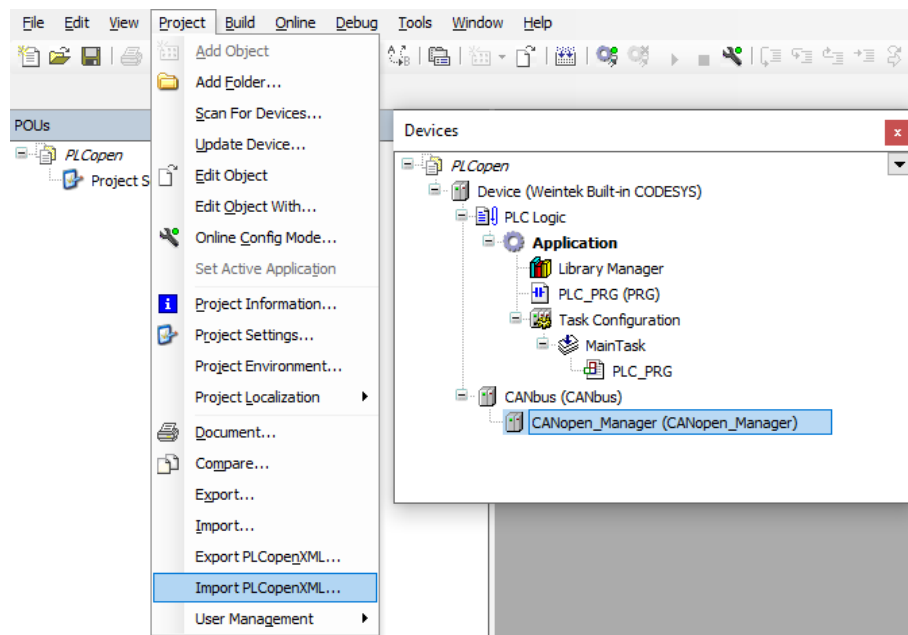 File Edit View Project Build Online Debug Tools Window Help
Add Object
Add Folder...
Scan For Devices...
Update Device...
Edit Object
Edit Object With...
Online Config Mode...
Set Active Application
Project Information...
Project Settings...
Project Environment...
Project Localization
Document...
Compare...
Export...
Import...
Export PLCopenXML...
Import PLCopenXML...
User Management
POUs
PLCopen
Project S
Devices
PLCopen
Device (Weintek Built-in CODESYS)
PLC Logic
Application
Library Manager
PLC_PRG (PRG)
Task Configuration
MainTask
PLC_PRG
CANbus (CANbus)
CANopen_Manager (CANopen_Manager)